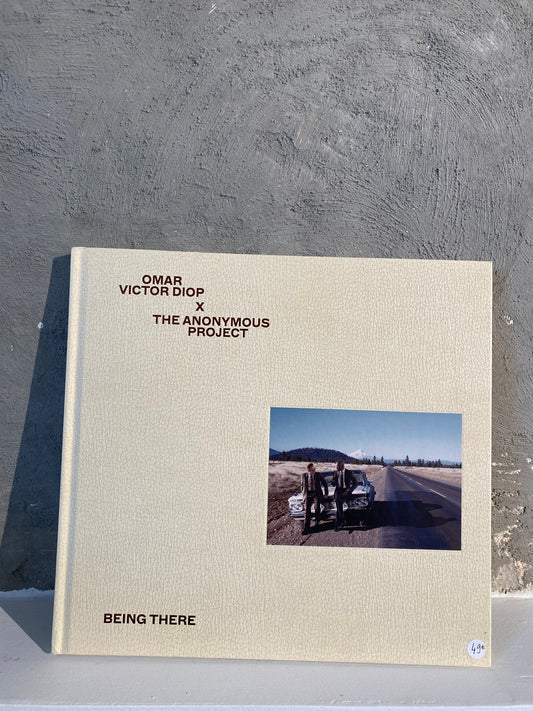 OMAR
VICTOR DIOP
X
THE ANONYMOUS
PROJECT
BEING THERE
49€